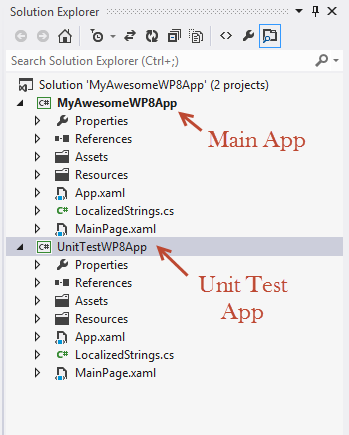 Solution Explorer
Search Solution Explorer (Ctrl+;)
Solution 'MyAwesomeWP8App' (2 projects)
C# MyAwesomeWP8App
Properties
References
Assets
Resources
App.xaml
C# LocalizedStrings.cs
MainPage.xaml
Main App
C# UnitTestWP8App
Properties
References
Assets
Resources
App.xaml
C# LocalizedStrings.cs
MainPage.xaml
Unit Test
App